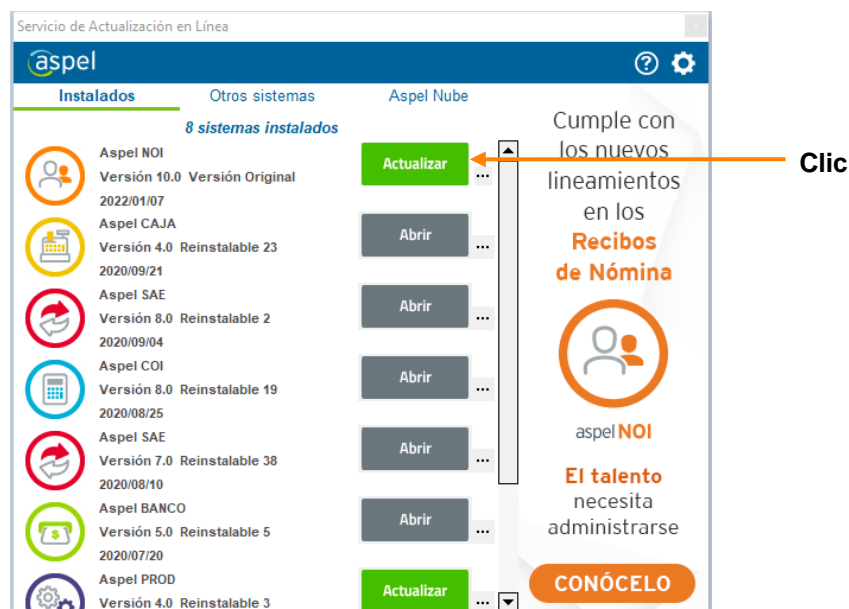 Servicio de Actualización en Línea
x
aspel
?
Instalados Otros sistemas Aspel Nube
8 sistemas instalados
Aspel NOI
Versión 10.0 Versión Original
2022/01/07
Actualizar
...
Aspel CAJA
Versión 4.0 Reinstalable 23
2020/09/21
Abrir
...
Aspel SAE
Versión 8.0 Reinstalable 2
2020/09/04
Abrir
...
Aspel COI
Versión 8.0 Reinstalable 19
2020/08/25
Abrir
...
Aspel SAE
Versión 7.0 Reinstalable 38
2020/08/10
Abrir
...
Aspel BANCO
Versión 5.0 Reinstalable 5
2020/07/20
Abrir
...
Aspel PROD
Versión 4.0 Reinstalable 3
Actualizar
...
Cumple con
los nuevos
lineamientos
en los
Recibos
de Nómina
aspel NOI
El talento
necesita
administrarse
CONÓCELO
Clic
$